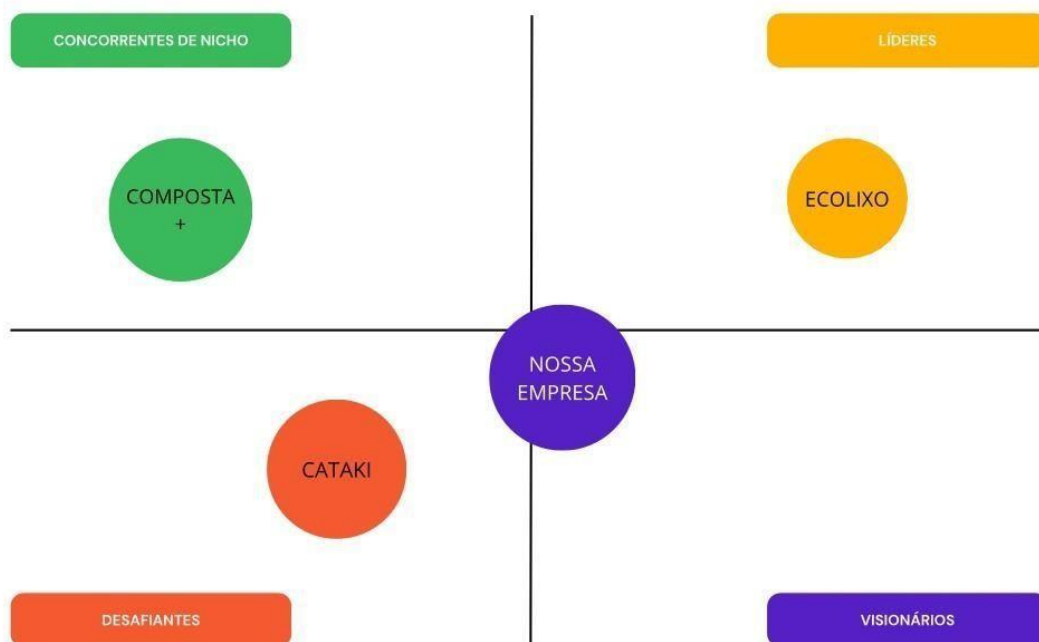 CONCORRENTES DE NICHO
LÍDERES
COMPOSTA
+
ECOLIXO
NOSSA
EMPRESA
CATAKI
DESAFIANTES
VISIONÁRIOS